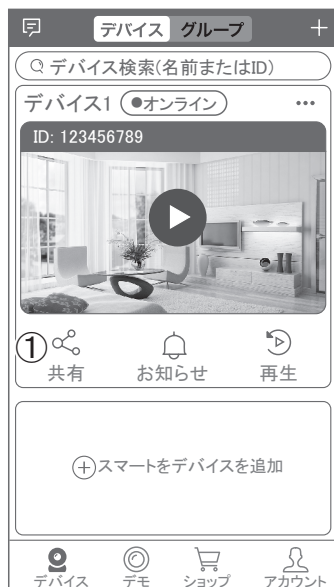 デバイス グループ
デバイス検索(名前またはID)
デバイス1 ●オンライン ...
ID: 123456789
①
共有 お知らせ 再生
スマートをデバイスを追加
デバイス デモ ショップ アカウント